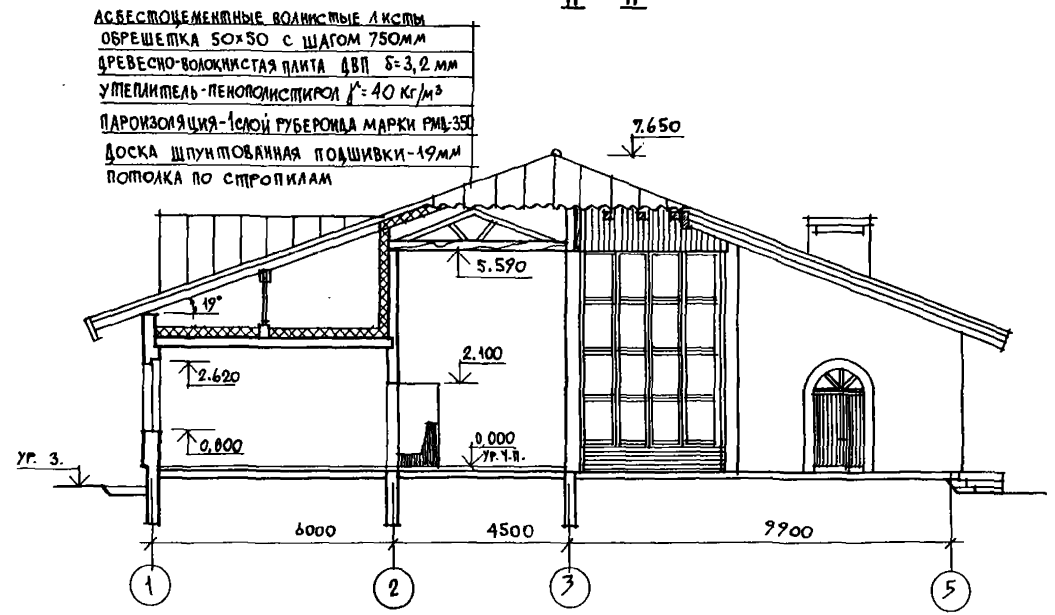 АСБЕСТОЦЕМЕНТНЫЕ ВОЛНИСТЫЕ ЛИСТЫ
ОБРЕШЕТКА 50×50 С ШАГОМ 750ММ
ДРЕВЕСНО-ВОЛОКНИСТАЯ ПЛИТА ДВП δ=3,2 ММ
УТЕПЛИТЕЛЬ-ПЕНОПОЛИСТИРОЛ γ=40 КГ/М³
ПАРОИЗОЛЯЦИЯ-1СЛОЙ РУБЕРОИДА МАРКИ РМД-350
ДОСКА ШПУНТОВАННАЯ ПОДШИВКИ-19ММ
ПОТОЛКА ПО СТРОПИЛАМ
7.650
5.590
19°
2.100
2.620
0,800
0,000
УР. Ч.П.
УР. З.
6000 4500 9900
1 2 3 5